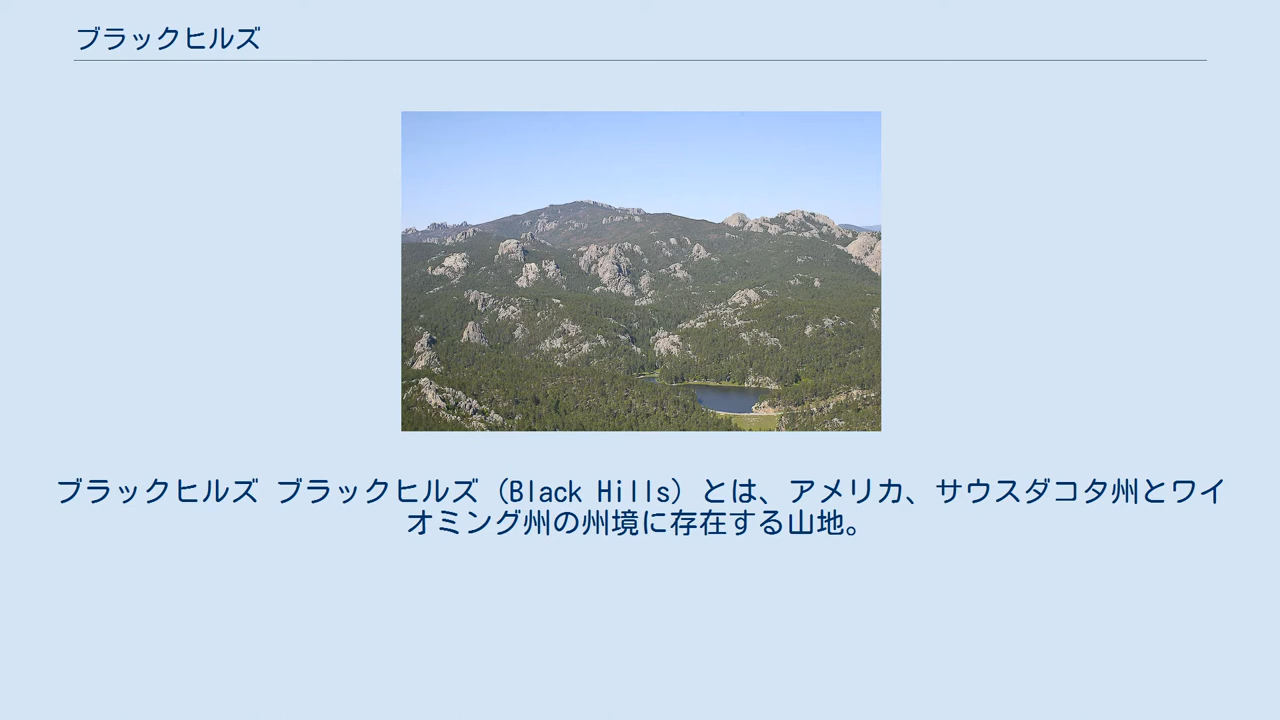 ブラックヒルズ
ブラックヒルズ ブラックヒルズ（Black Hills）とは、アメリカ、サウスダコタ州とワイ
オミング州の州境に存在する山地。